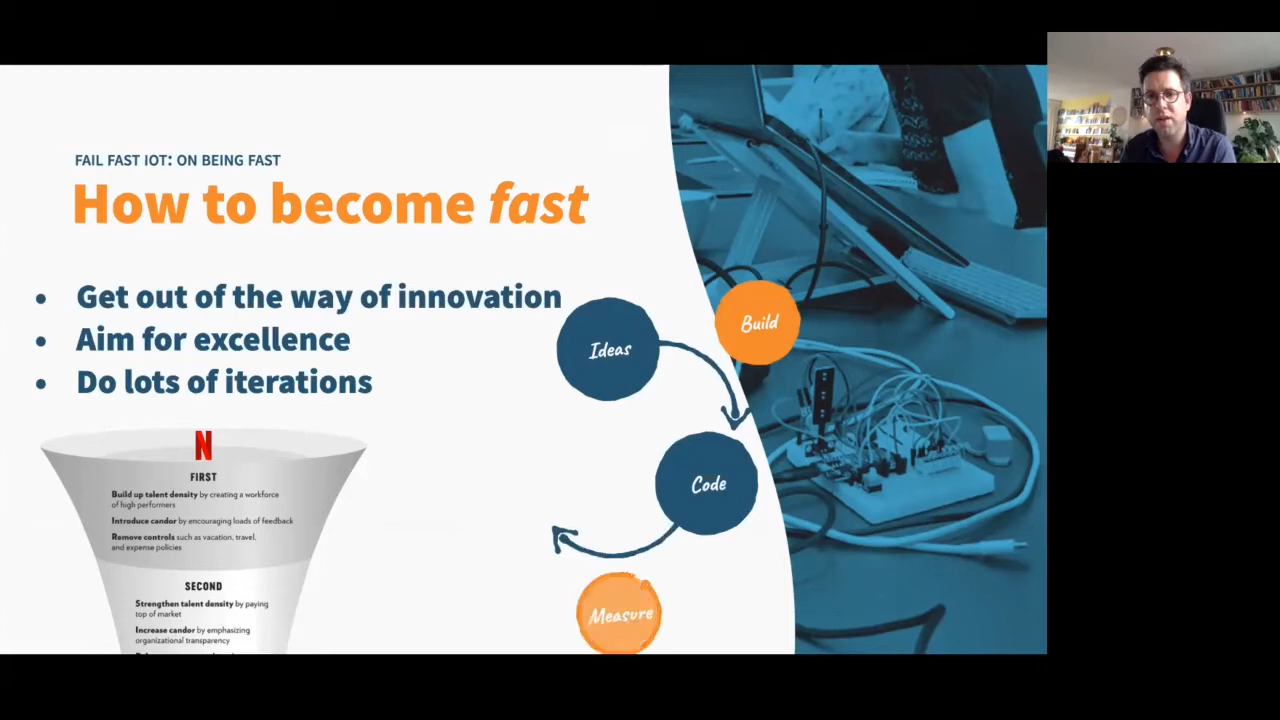 FAIL FAST IOT: ON BEING FAST
How to become fast
• Get out of the way of innovation
• Aim for excellence
• Do lots of iterations
Ideas
Build
Code
Measure
N
FIRST
Build up talent density by creating a workforce
of high performers
Introduce candor by encouraging loads of feedback
Remove controls such as vacation, travel,
and expense policies
SECOND
Strengthen talent density by paying
top of market
Increase candor by emphasizing
organizational transparency